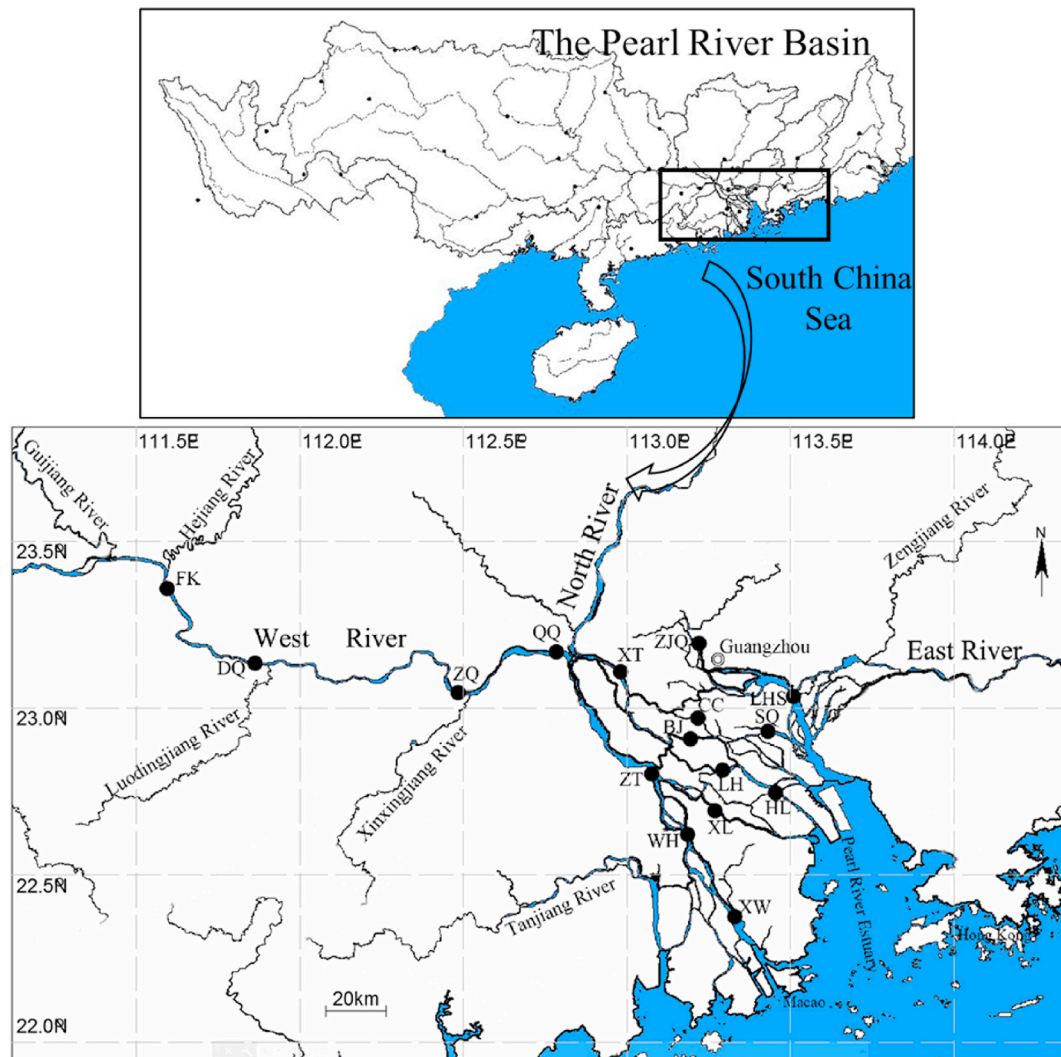 The Pearl River Basin
South China
Sea
111.5E
112.0E
112.5E
113.0E
113.5E
114.0E
Guijiang River
Hejiang River
North River
Zengjiang River
N
23.5N
FK
West River
DQ
ZQ
QQ
XT
ZJQ
Guangzhou
East River
LHS
23.0N
CC
SQ
BJ
Luodingjiang River
Xinxingjiang River
ZT
LH
HL
XL
WH
Pearl River Estuary
22.5N
Tanjiang River
XW
Hong Kong
20km
Macao
22.0N